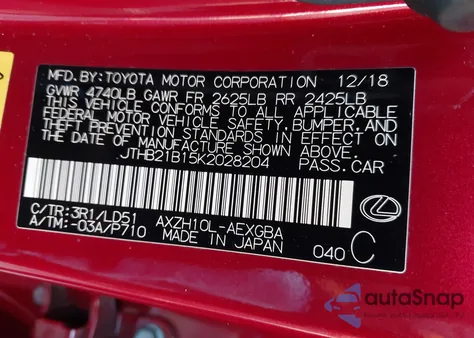 MFD.BY:TOYOTA MOTOR CORPORATION 12/18
GVWR 4740LB GAWR FR 2625LB RR 2425LB
THIS VEHICLE CONFORMS TO ALL APPLICABLE
FEDERAL MOTOR VEHICLE SAFETY, BUMPER, AND
THEFT PREVENTION STANDARDS IN EFFECT ON
THE DATE OF MANUFACTURE SHOWN ABOVE.
JTHB21B15K2028204 PASS.CAR
C/TR:3R1/LD51 AXZH10L-AEXGBA
A/TM:-03A/P710 MADE IN JAPAN 040 C
autoSnap